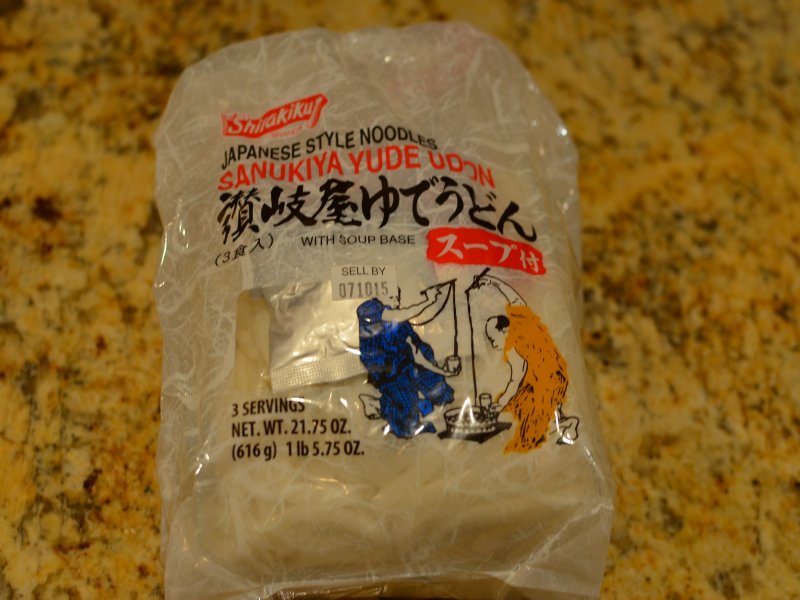 Shirakiku
BRAND
JAPANESE STYLE NOODLES
SANUKIYA YUDE UDON
讃岐屋ゆでうどん
(3食入)
WITH SOUP BASE
スープ付
SELL BY
071015
3 SERVINGS
NET. WT. 21.75 OZ.
(616 g) 1 lb 5.75 OZ.